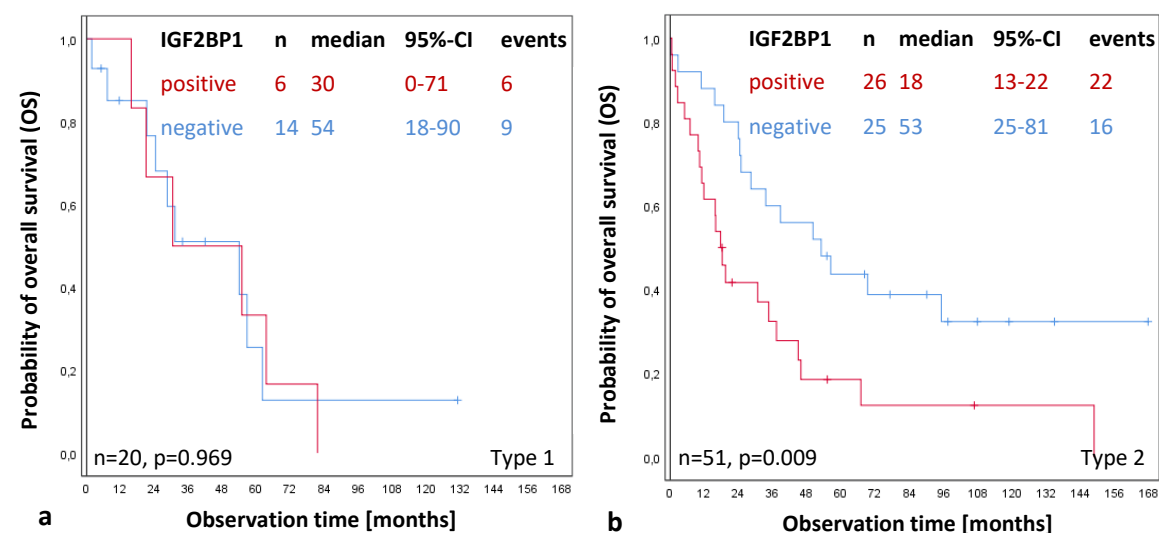 IGF2BP1 n median 95%-CI events
positive 6 30 0-71 6
negative 14 54 18-90 9
Probability of overall survival (OS)
1,0
0,8
0,6
0,4
0,2
0,0
n=20, p=0.969 Type 1
0 12 24 36 48 60 72 84 96 108 120 132 144 156 168
a Observation time [months]
IGF2BP1 n median 95%-CI events
positive 26 18 13-22 22
negative 25 53 25-81 16
Probability of overall survival (OS)
1,0
0,8
0,6
0,4
0,2
0,0
n=51, p=0.009 Type 2
0 12 24 36 48 60 72 84 96 108 120 132 144 156 168
b Observation time [months]